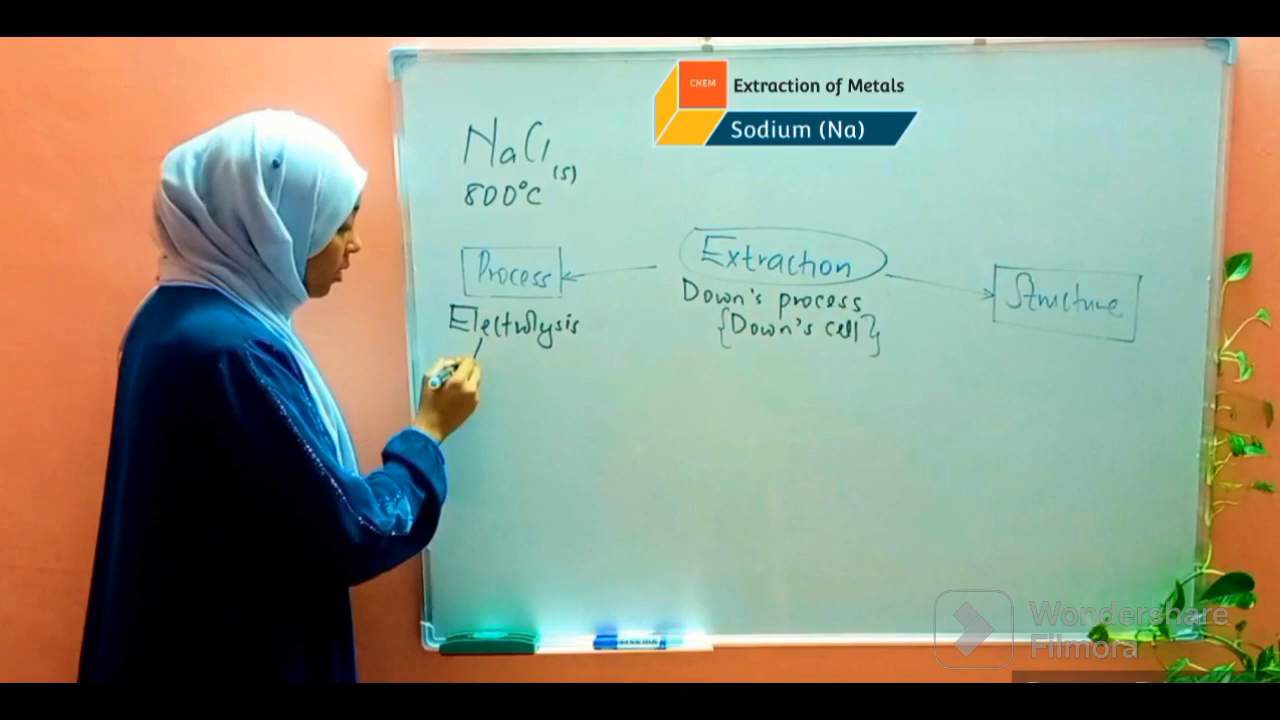 CHEM
Extraction of Metals
Sodium (Na)
NaCl(s)
800°C
Process
Extraction
Structure
Electrolysis
Down's process
{Down's cell}
Wondershare
Filmora